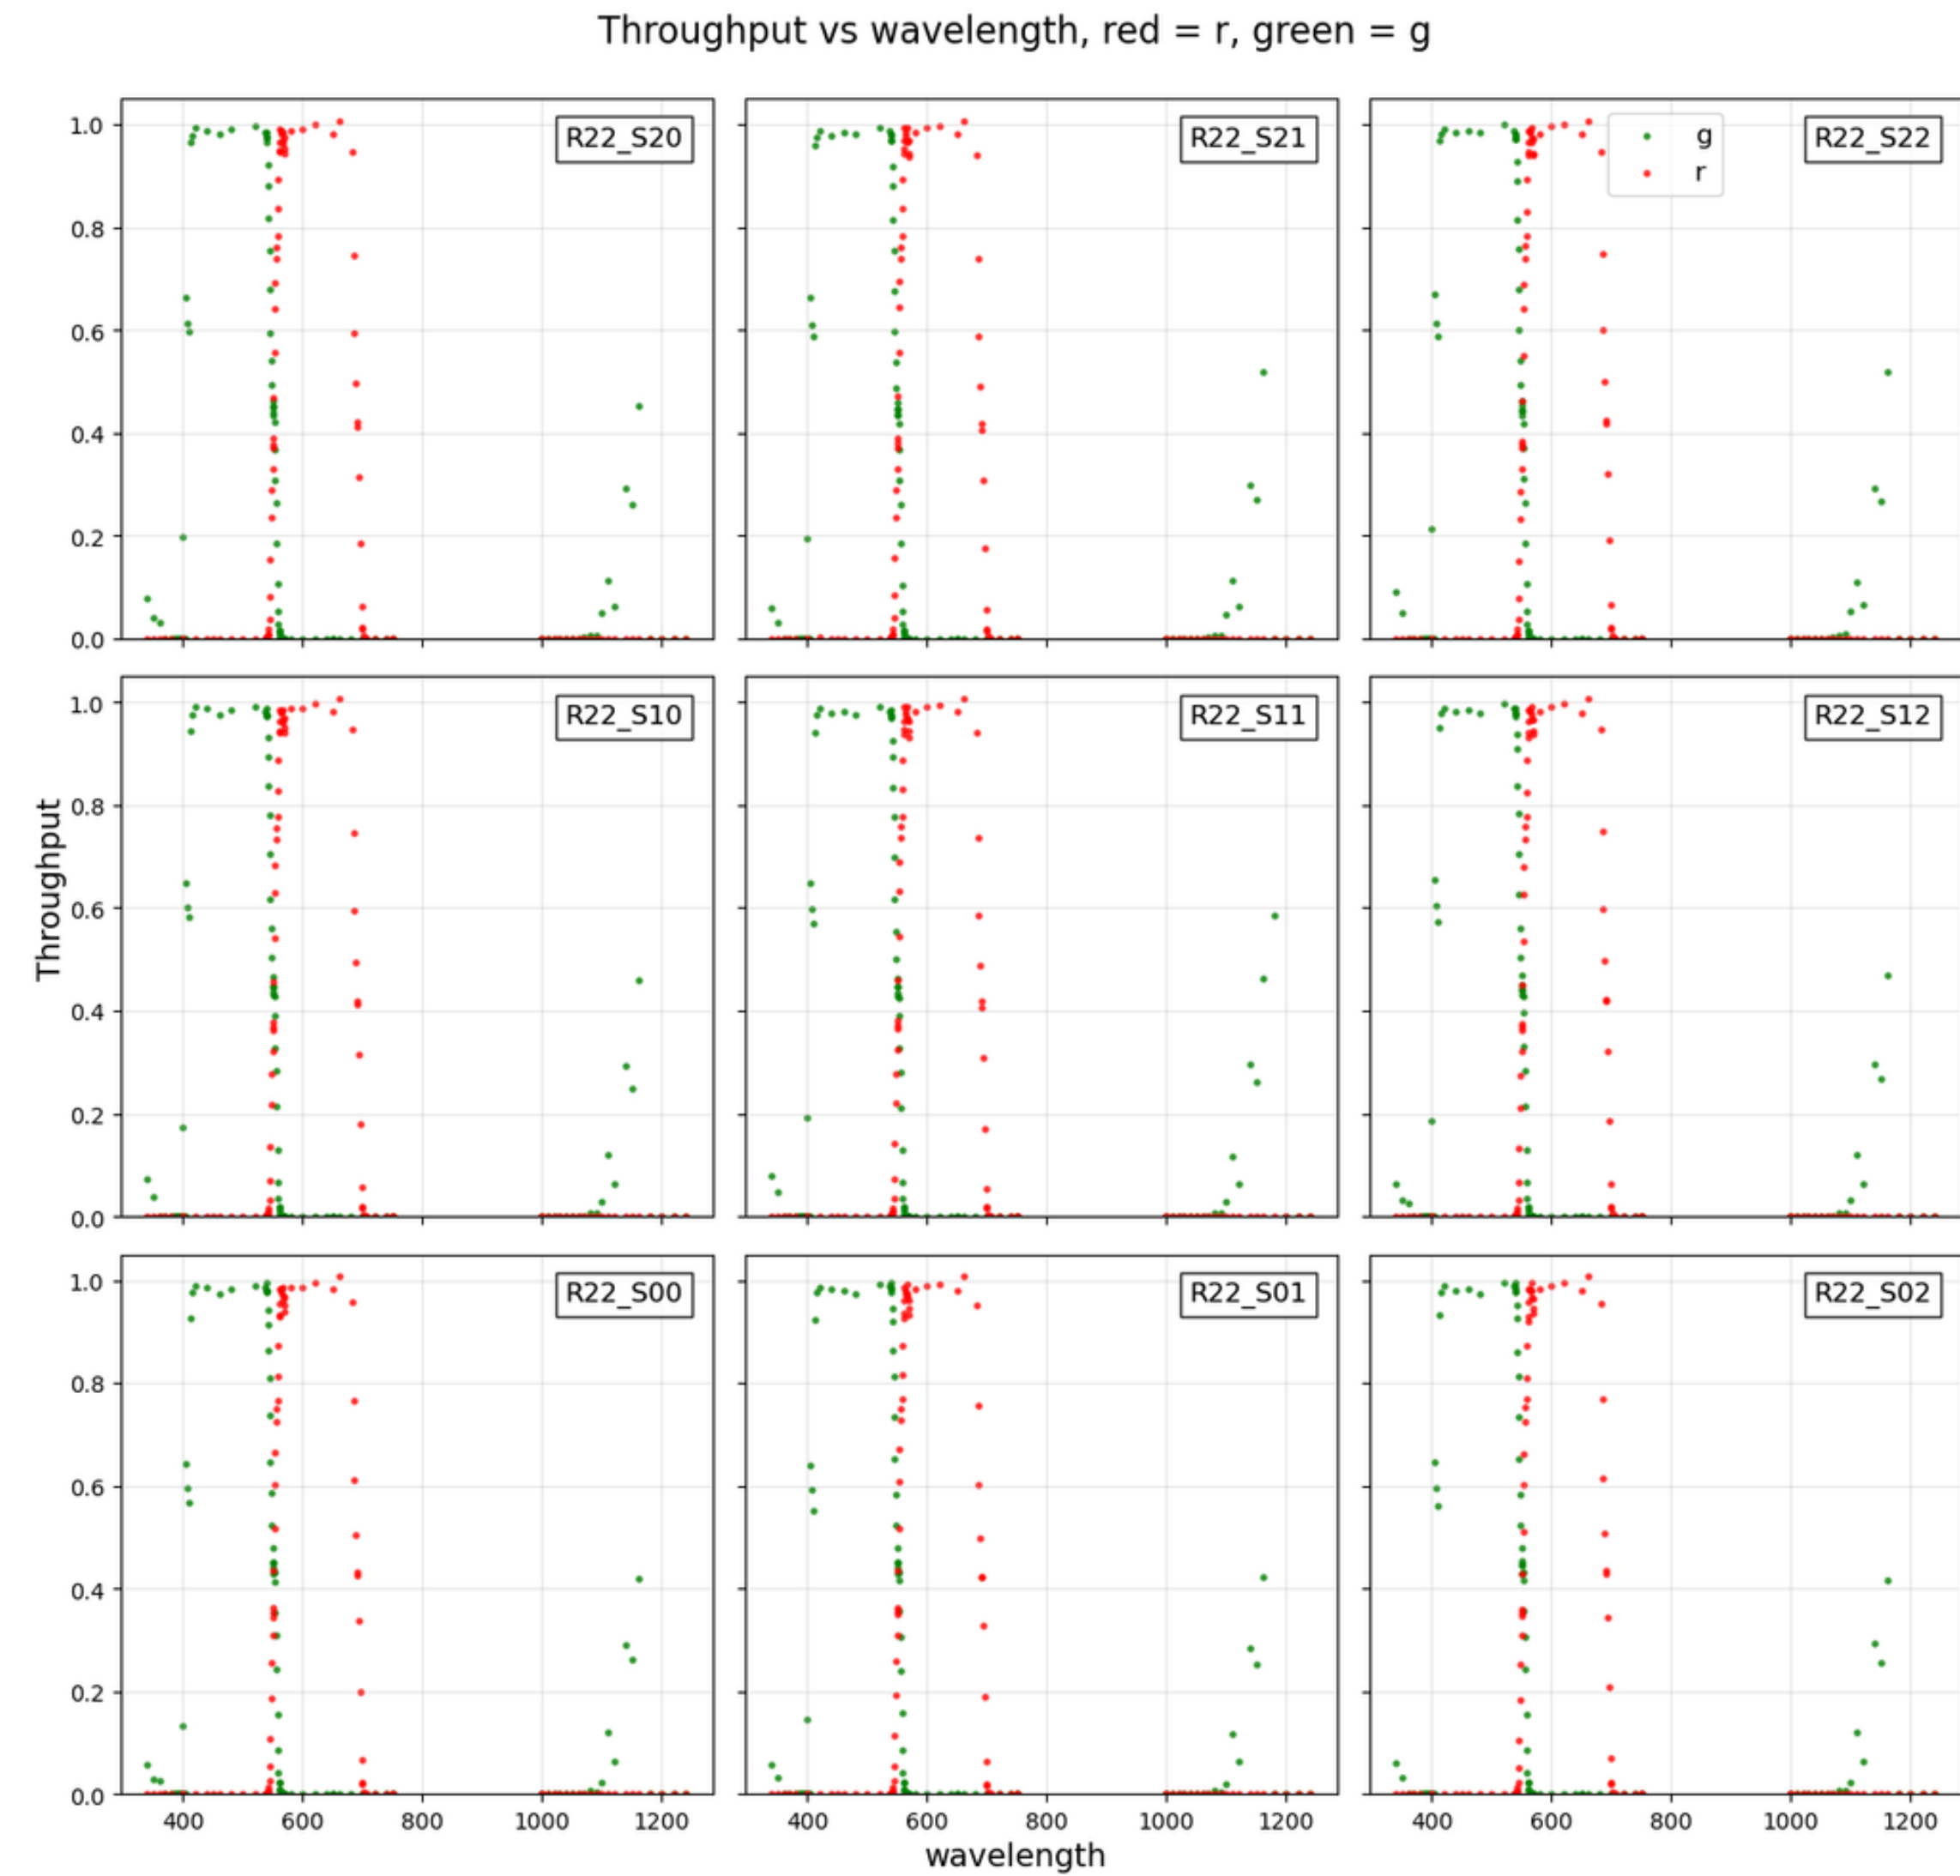 Throughput vs wavelength, red = r, green = g
1.0
0.8
0.6
0.4
0.2
0.0
R22_S20
R22_S21
g
r
R22_S22
Throughput
1.0
0.8
0.6
0.4
0.2
0.0
R22_S10
R22_S11
R22_S12
1.0
0.8
0.6
0.4
0.2
0.0
R22_S00
R22_S01
R22_S02
400 600 800 1000 1200
400 600 800 1000 1200
400 600 800 1000 1200
wavelength